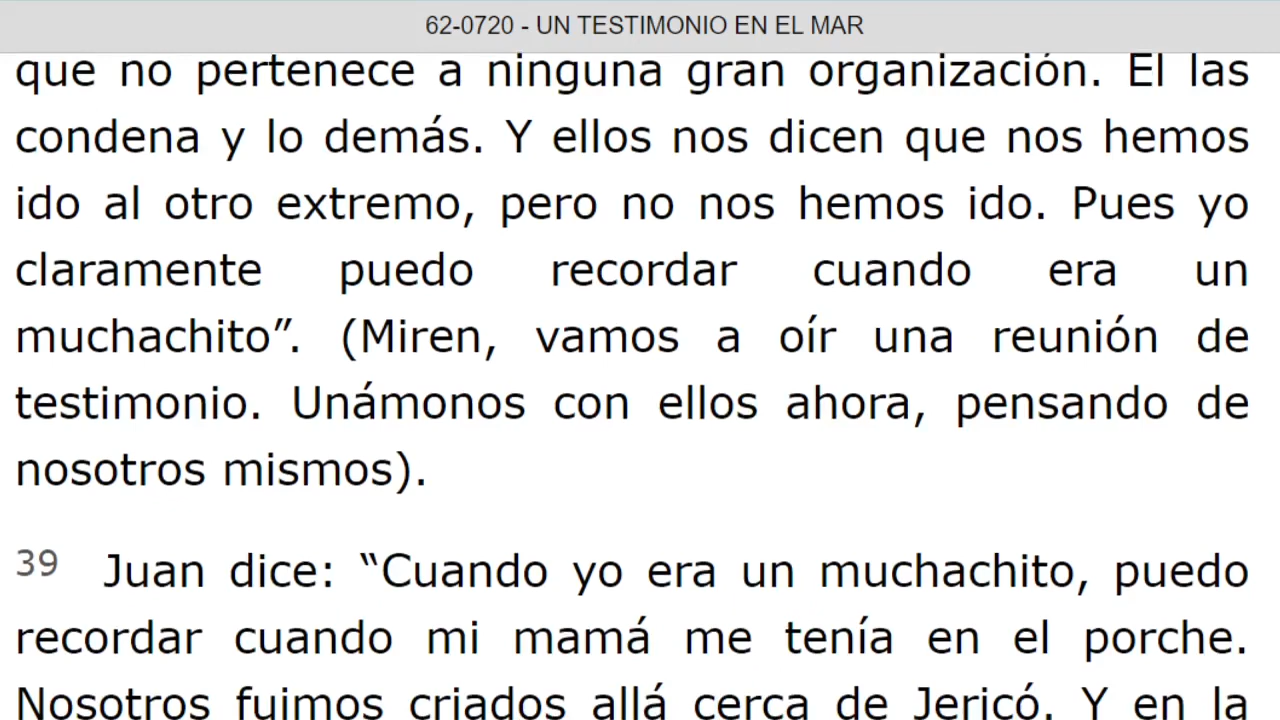 62-0720 - UN TESTIMONIO EN EL MAR
que no pertenece a ninguna gran organización. Él las
condena y lo demás. Y ellos nos dicen que nos hemos
ido al otro extremo, pero no nos hemos ido. Pues yo
claramente puedo recordar cuando era un
muchachito”. (Miren, vamos a oír una reunión de
testimonio. Unámonos con ellos ahora, pensando de
nosotros mismos).
39 Juan dice: “Cuando yo era un muchachito, puedo
recordar cuando mi mamá me tenía en el porche.
Nosotros fuimos criados allá cerca de Jericó. Y en la